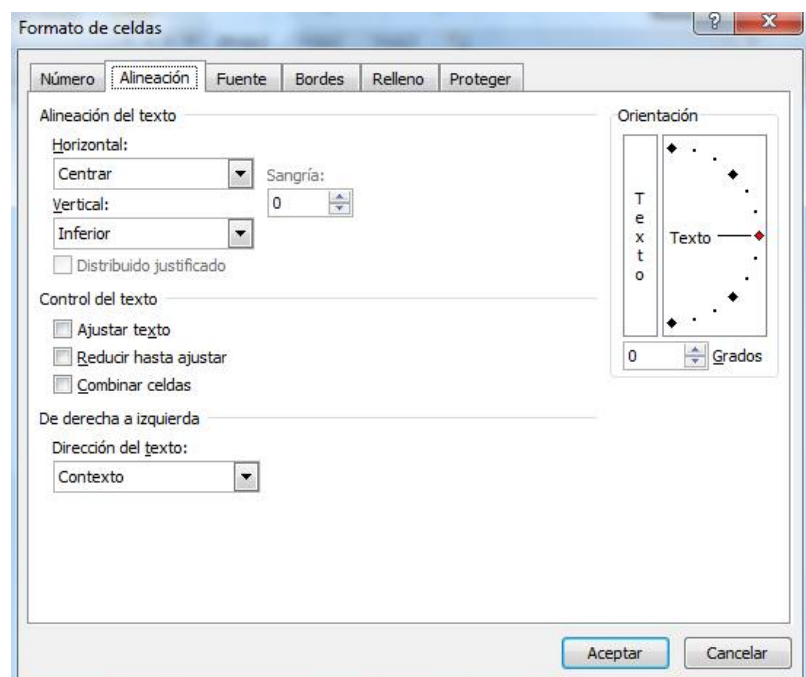 Formato de celdas
Número Alineación Fuente Bordes Relleno Proteger
Alineación del texto
Horizontal:
Centrar
Sangría:
0
Vertical:
Inferior
Distribuido justificado
Control del texto
Ajustar texto
Reducir hasta ajustar
Combinar celdas
De derecha a izquierda
Dirección del texto:
Contexto
Orientación
Texto
Texto
0 Grados
Aceptar Cancelar